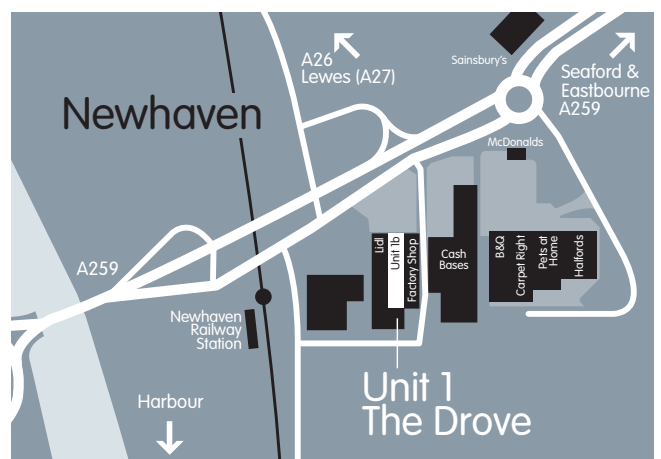 A26
Lewes (A27)
Sainsbury's
Seaford &
Eastbourne
A259
Newhaven
McDonalds
A259
Lidl
Unit 1b
Factory Shop
Cash
Bases
B&Q
Carpet Right
Pets at
Home
Halfords
Newhaven
Railway
Station
Unit 1
The Drove
Harbour